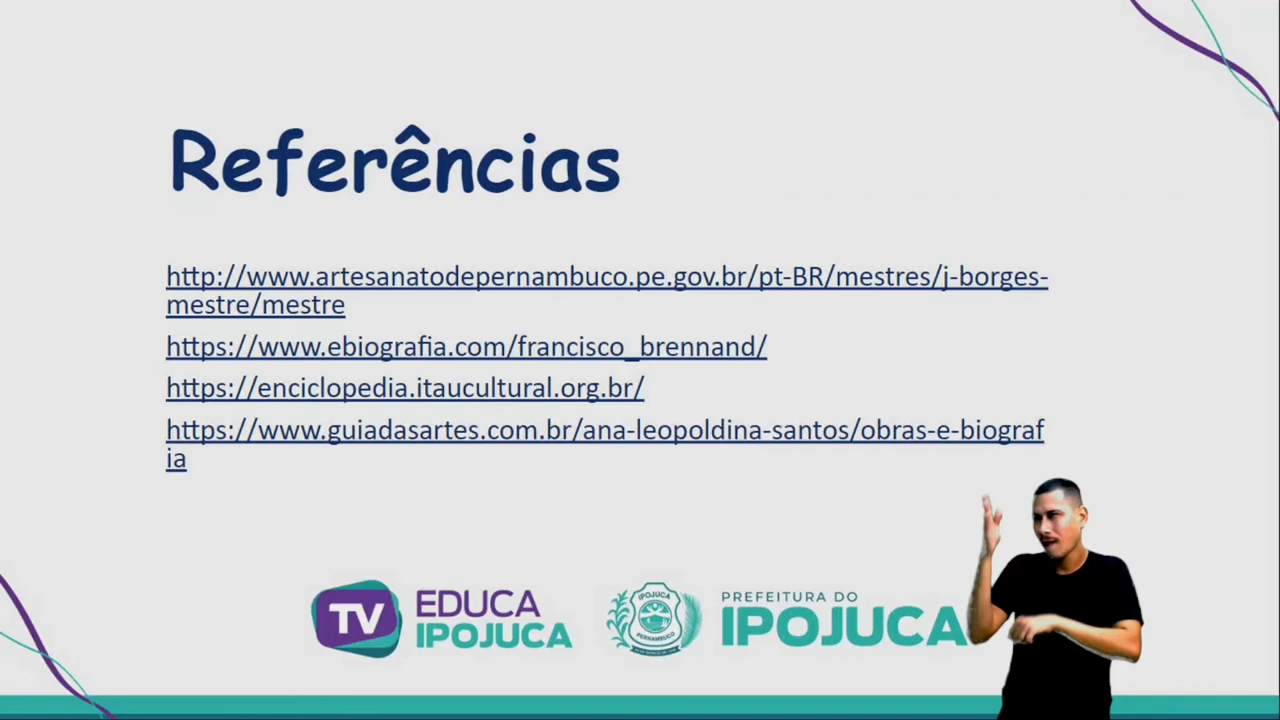 Referências
http://www.artesanatodepernambuco.pe.gov.br/pt-BR/mestres/j-borges-
mestre/mestre
https://www.ebiografia.com/francisco_brennand/
https://enciclopedia.itaucultural.org.br/
https://www.guiadasartes.com.br/ana-leopoldina-santos/obras-e-biograf
ia
TV EDUCA
IPOJUCA
IPOJUCA
PERNAMBUCO
PREFEITURA DO
IPOJUCA